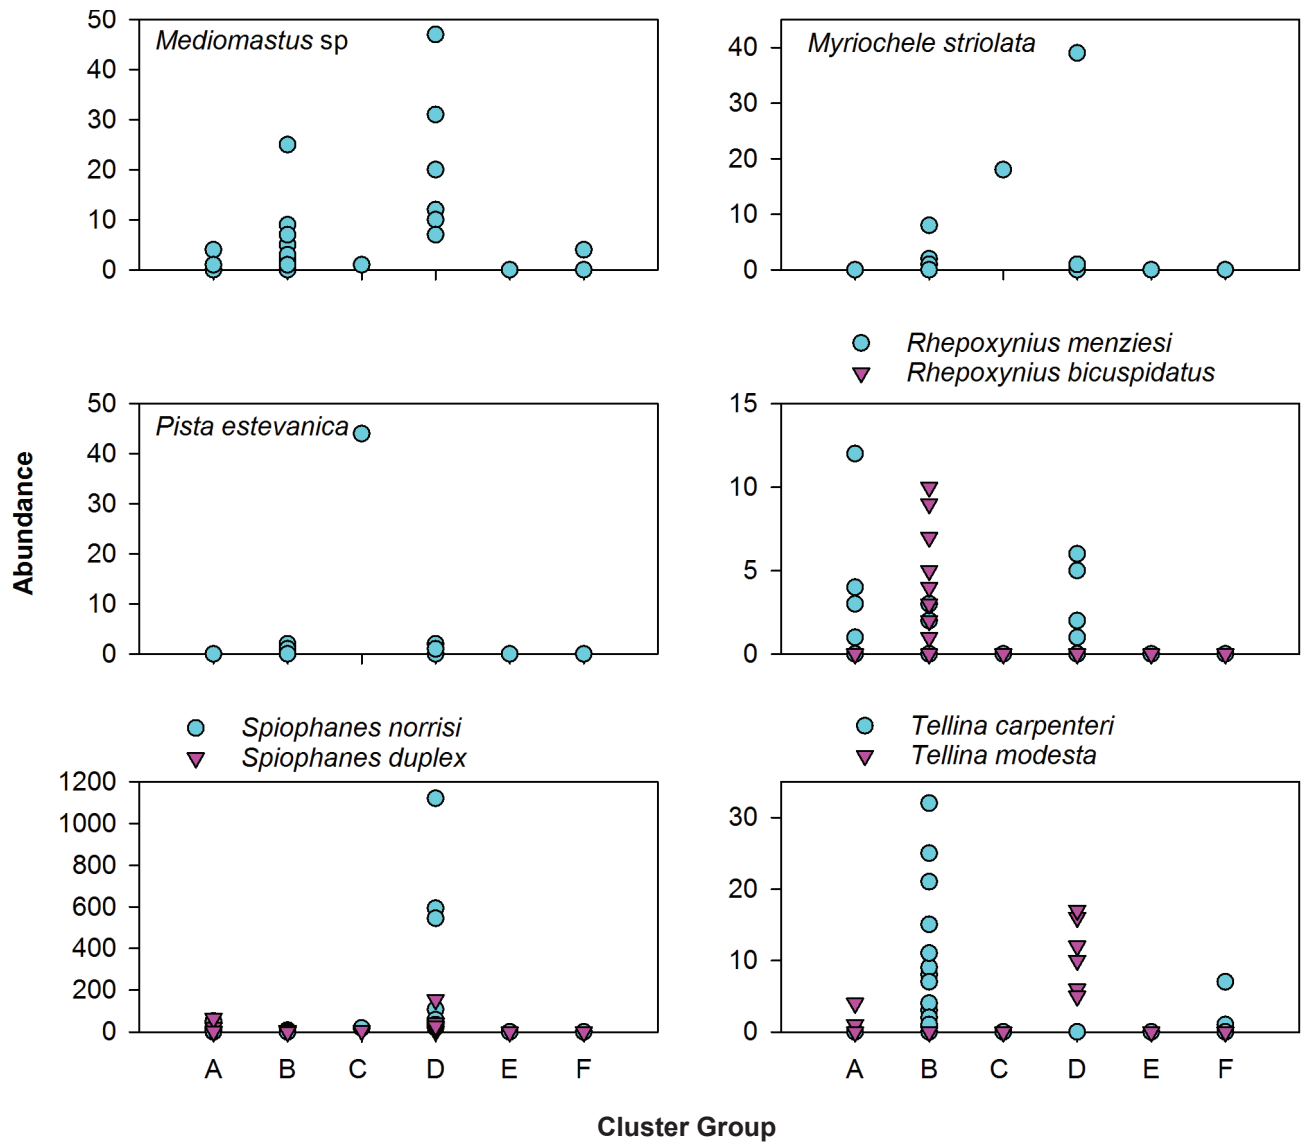 Mediomastus sp
50
40
30
20
10
0
Myriochele striolata
40
30
20
10
0
Pista estevanica
50
40
30
20
10
0
Rhepoxynius menziesi
Rhepoxynius bicuspidatus
15
10
5
0
Abundance
Spiophanes norrisi
Spiophanes duplex
1200
1000
800
600
400
200
0
A B C D E F
Tellina carpenteri
Tellina modesta
30
20
10
0
A B C D E F
Cluster Group